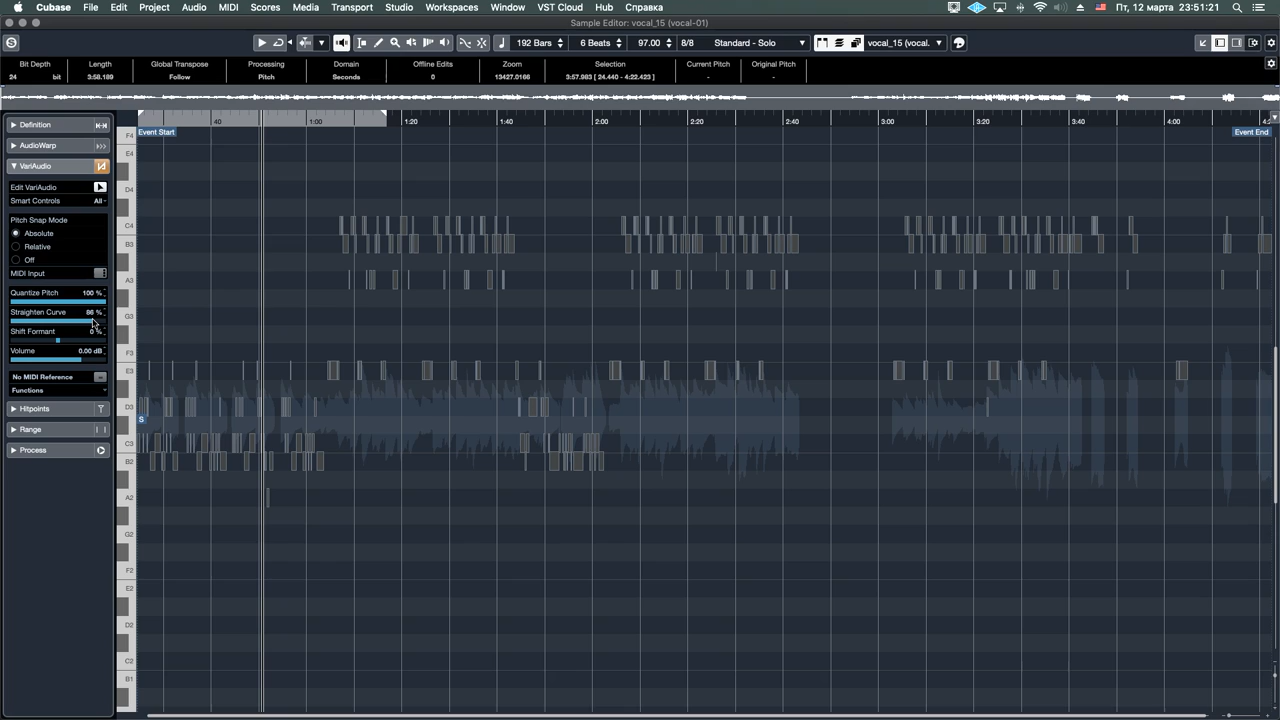 Cubase File Edit Project Audio MIDI Scores Media Transport Studio Workspaces Window VST Cloud Hub Справка Пт, 12 марта 23:51:21
Sample Editor: vocal_15 (vocal-01)
192 Bars 6 Beats 97.00 8/8 Standard - Solo vocal_15 (vocal.
Bit Depth Length Global Transpose Processing Domain Offline Edits Zoom Selection Current Pitch Original Pitch
24 bit 3:58.189 Follow Pitch Seconds 0 13427.0166 3:57.983 [ 24.440 - 4:22.423 ] - -
40 1:00 1:20 1:40 2:00 2:20 2:40 3:00 3:20 3:40 4:00
Event Start Event End
Definition
AudioWarp
VariAudio
Edit VariAudio
Smart Controls All
Pitch Snap Mode
Absolute
Relative
Off
MIDI Input
Quantize Pitch 100 %
Straighten Curve 86 %
Shift Formant 0 %
Volume 0.00 dB
No MIDI Reference
Functions
Hitpoints
Range
Process
F4
E4
D4
C4
B3
A3
G3
F3
E3
D3
S
C3
B2
A2
G2
F2
E2
D2
C2
B1